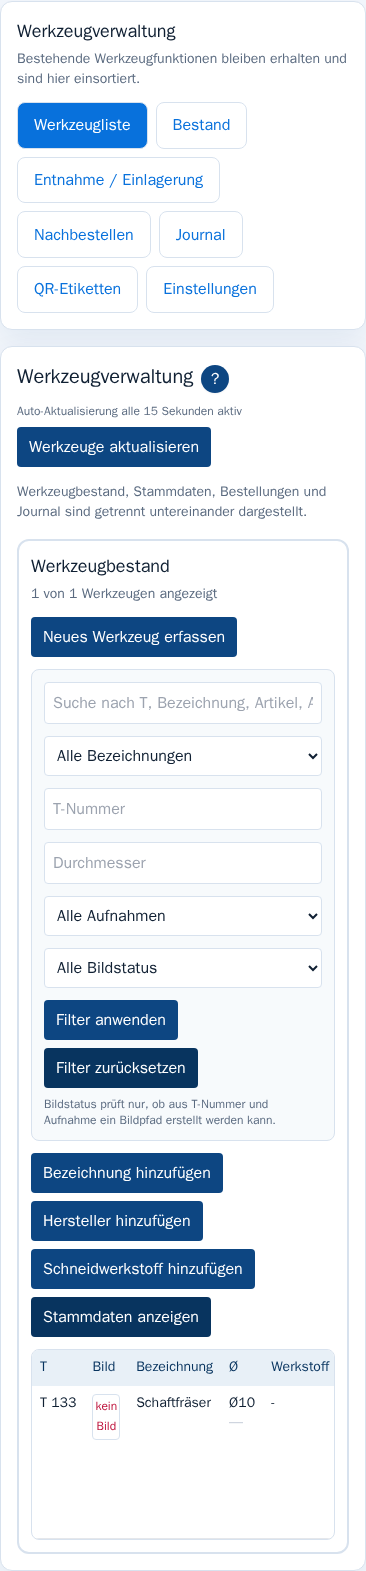 Werkzeugverwaltung
Bestehende Werkzeugfunktionen bleiben erhalten und
sind hier einsortiert.
Werkzeugliste
Bestand
Entnahme / Einlagerung
Nachbestellen
Journal
QR-Etiketten
Einstellungen
Werkzeugverwaltung ?
Auto-Aktualisierung alle 15 Sekunden aktiv
Werkzeuge aktualisieren
Werkzeugbestand, Stammdaten, Bestellungen und
Journal sind getrennt untereinander dargestellt.
Werkzeugbestand
1 von 1 Werkzeugen angezeigt
Neues Werkzeug erfassen
Suche nach T, Bezeichnung, Artikel, A
Alle Bezeichnungen
T-Nummer
Durchmesser
Alle Aufnahmen
Alle Bildstatus
Filter anwenden
Filter zurücksetzen
Bildstatus prüft nur, ob aus T-Nummer und
Aufnahme ein Bildpfad erstellt werden kann.
Bezeichnung hinzufügen
Hersteller hinzufügen
Schneidwerkstoff hinzufügen
Stammdaten anzeigen
T Bild Bezeichnung Ø Werkstoff
T 133 kein Bild Schaftfräser Ø10 — -